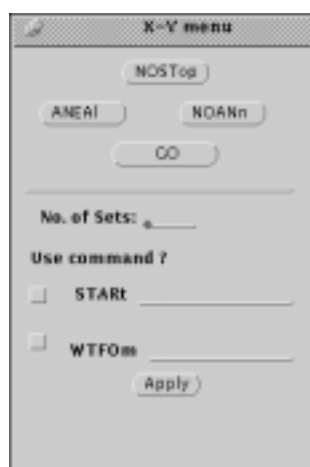 X-Y menu
NOSTop
ANEAl NOANn
GO
No. of Sets:
Use command ?
STARt
WTFOm
Apply